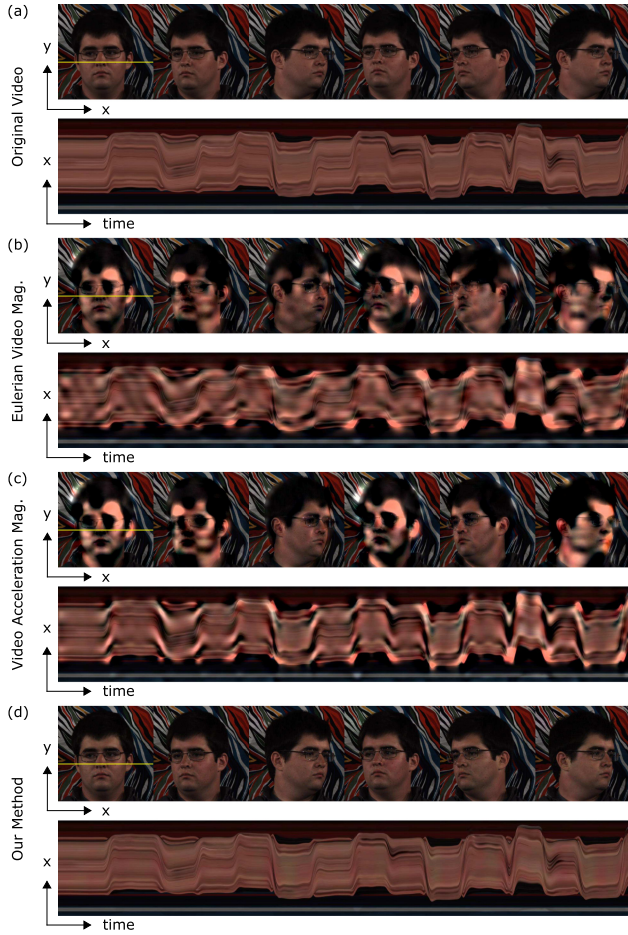 (a)
y
Original Video
x
x
time
(b)
y
Eulerian Video Mag.
x
x
time
(c)
y
Video Acceleration Mag.
x
x
time
(d)
y
Our Method
x
x
time